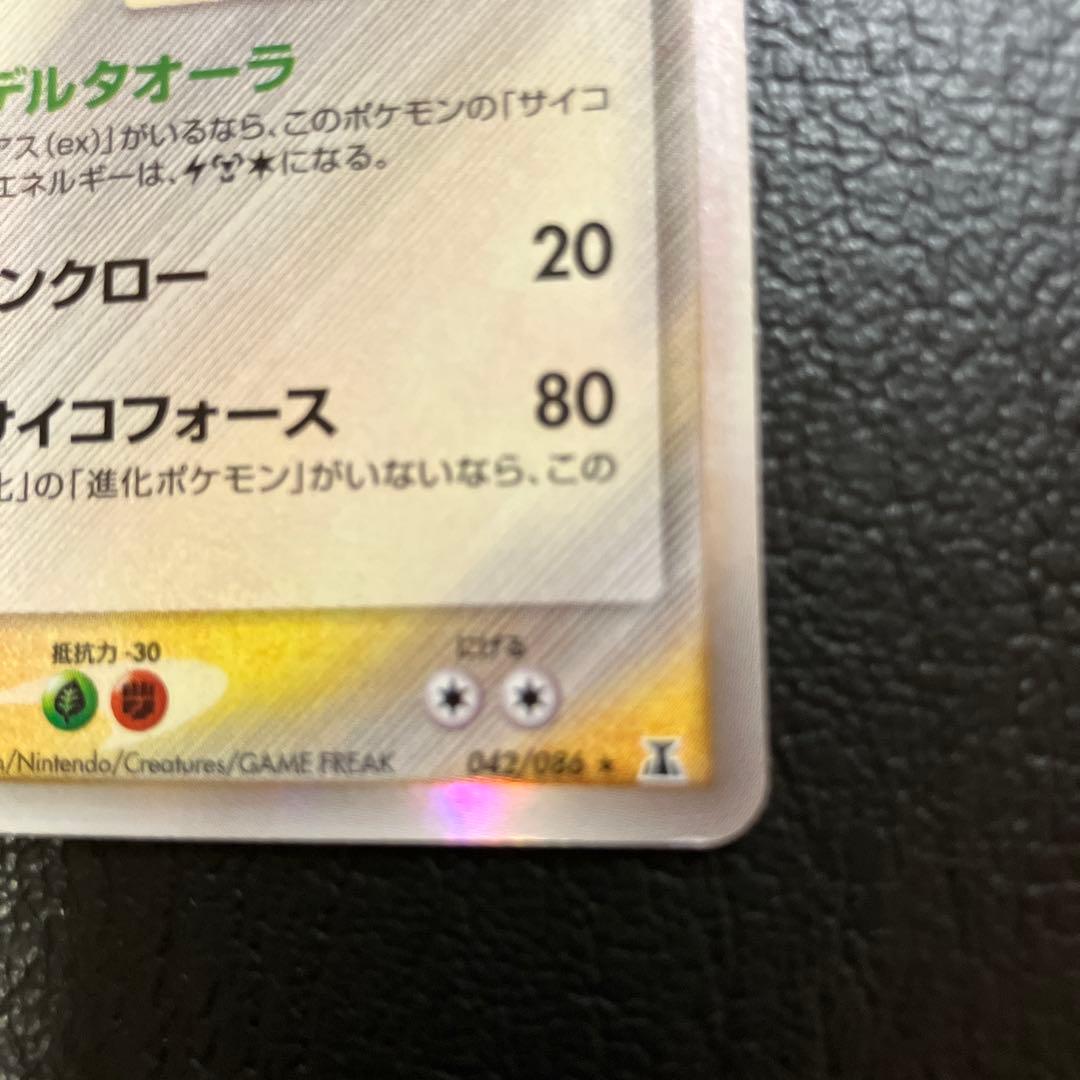 デルタオーラ
アス(ex)」がいるなら、このポケモンの「サイコ
エネルギーは、になる。
ンクロー 20
サイコフォース 80
化」の「進化ポケモン」がいないなら、この
抵抗力 -30 にげる
/Nintendo/Creatures/GAME FREAK 042/086 ★